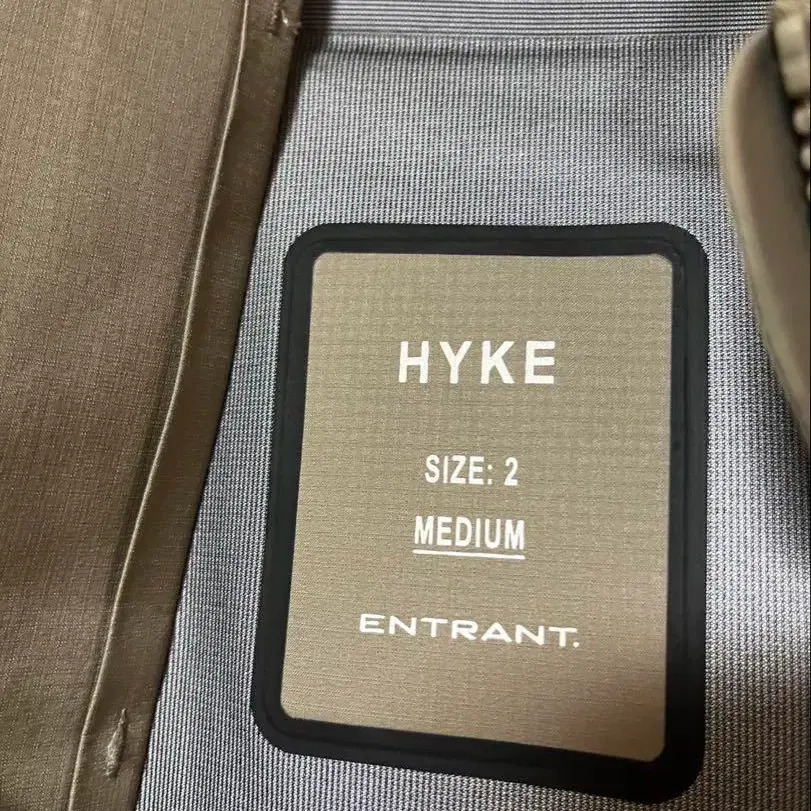 HYKE
SIZE: 2
MEDIUM
ENTRANT.